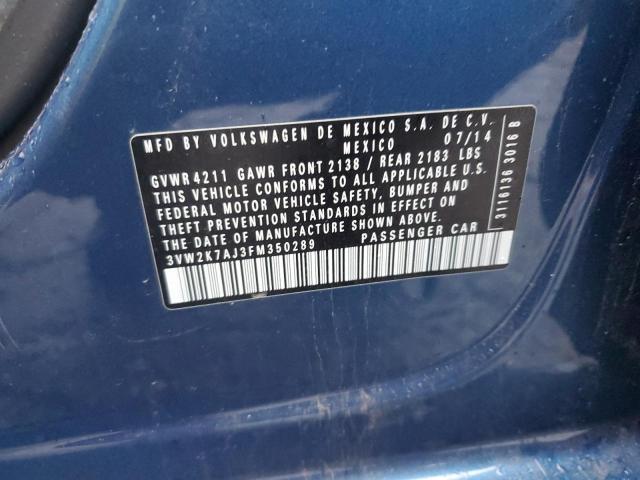 MFD BY VOLKSWAGEN DE MEXICO S.A. DE C.V.
MEXICO 07/14
GVWR 4211 GAWR FRONT 2138 / REAR 2183 LBS
THIS VEHICLE CONFORMS TO ALL APPLICABLE U.S.
FEDERAL MOTOR VEHICLE SAFETY, BUMPER AND
THEFT PREVENTION STANDARDS IN EFFECT ON
THE DATE OF MANUFACTURE SHOWN ABOVE.
3VW2K7AJ3FM350289 PASSENGER CAR
3116136 3016 B